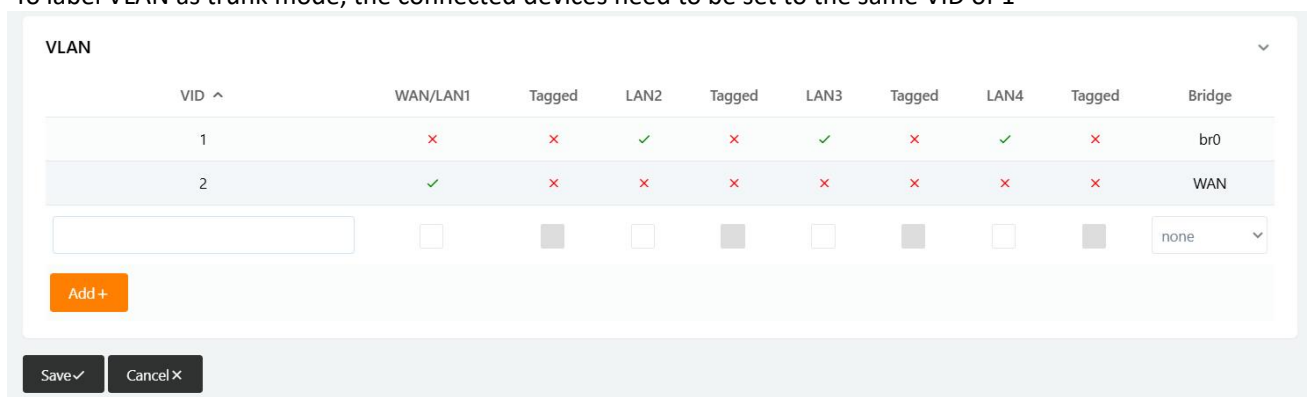 To label VLAN as trunk mode, the connected devices need to be set to the same VID of 1
VLAN
VID WAN/LAN1 Tagged LAN2 Tagged LAN3 Tagged LAN4 Tagged Bridge
1 × × ✓ × ✓ × ✓ × br0
2 ✓ × × × × × × × WAN
none
Add +
Save✓ Cancel×